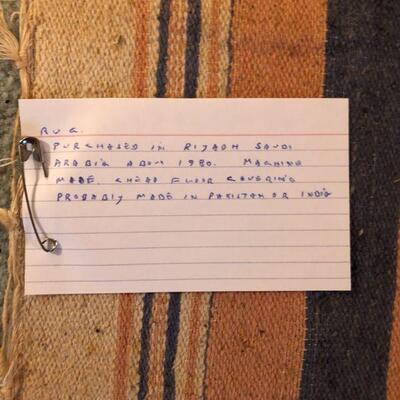 RUG.
PURCHASED IN RIYADH SAUDI
ARABIA ABOUT 1980. MACHINE
MADE. CHEAP FLOOR COVERING
PROBABLY MADE IN PAKISTAN OR INDIA